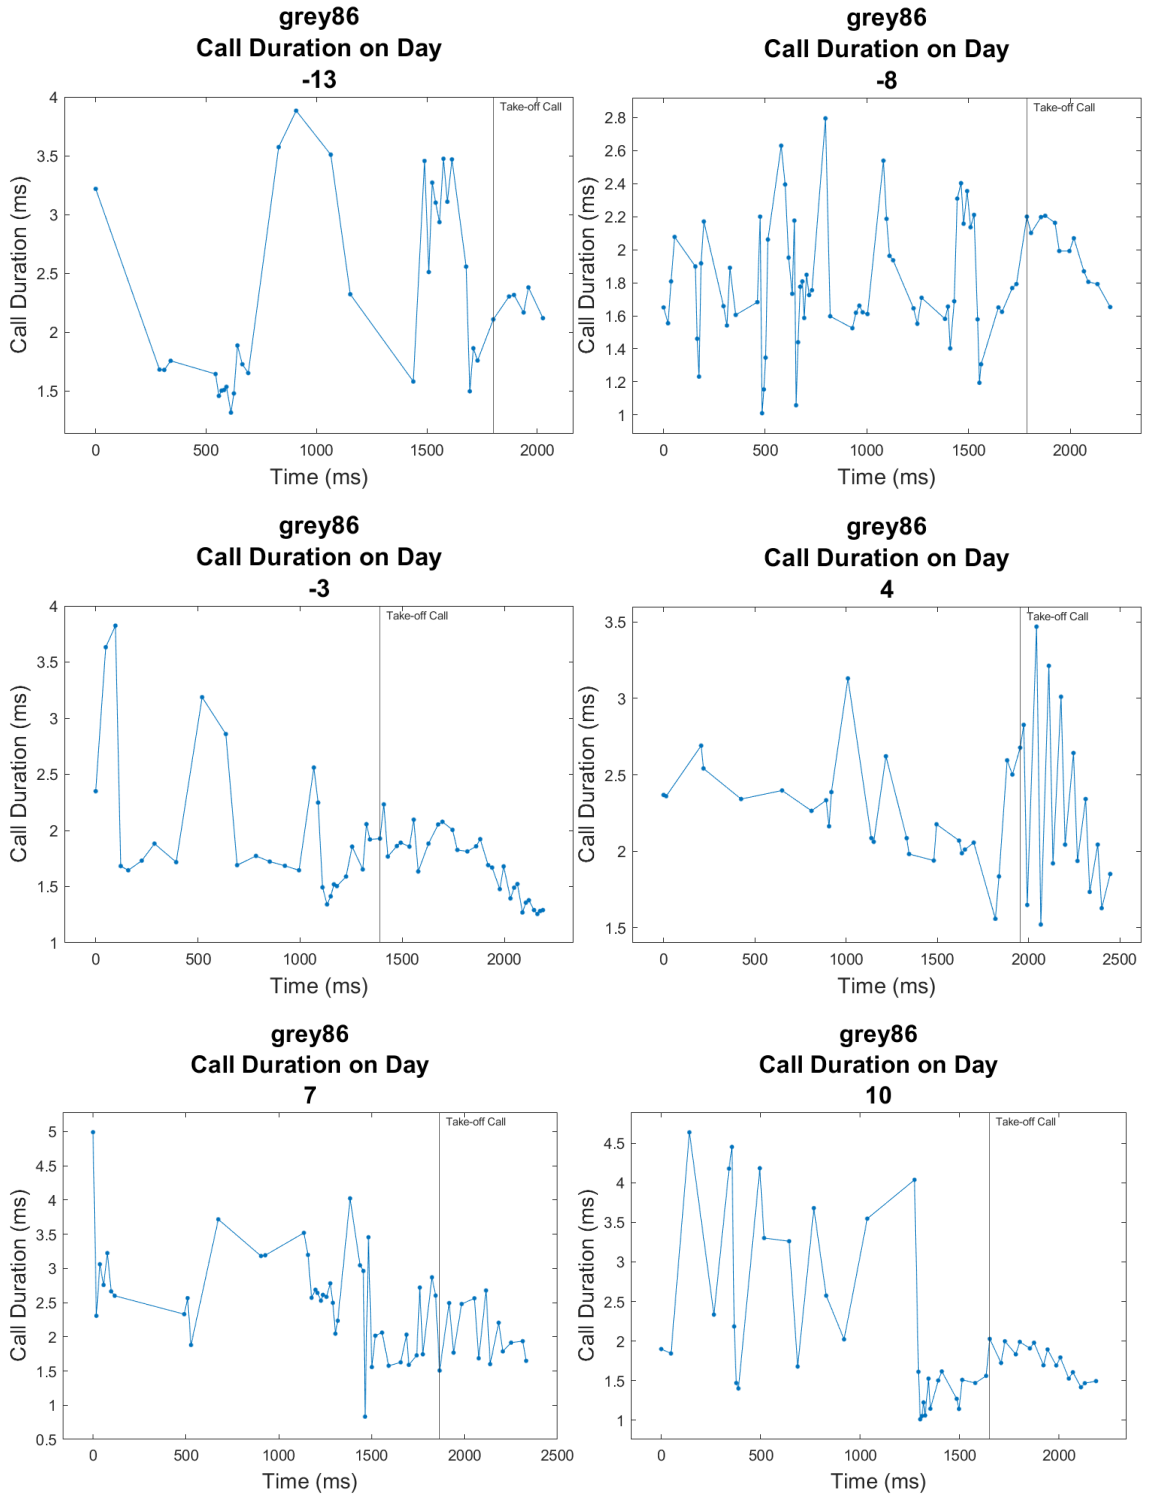 grey86
Call Duration on Day
-13
Take-off Call
4
3.5
3
2.5
2
1.5
Call Duration (ms)
0
500
1000
1500
2000
Time (ms)
grey86
Call Duration on Day
-8
Take-off Call
2.8
2.6
2.4
2.2
2
1.8
1.6
1.4
1.2
1
Call Duration (ms)
0
500
1000
1500
2000
Time (ms)
grey86
Call Duration on Day
-3
Take-off Call
4
3.5
3
2.5
2
1.5
1
Call Duration (ms)
0
500
1000
1500
2000
Time (ms)
grey86
Call Duration on Day
4
Take-off Call
3.5
3
2.5
2
1.5
Call Duration (ms)
0
500
1000
1500
2000
2500
Time (ms)
grey86
Call Duration on Day
7
Take-off Call
5
4.5
4
3.5
3
2.5
2
1.5
1
0.5
Call Duration (ms)
0
500
1000
1500
2000
2500
Time (ms)
grey86
Call Duration on Day
10
Take-off Call
4.5
4
3.5
3
2.5
2
1.5
1
Call Duration (ms)
0
500
1000
1500
2000
Time (ms)